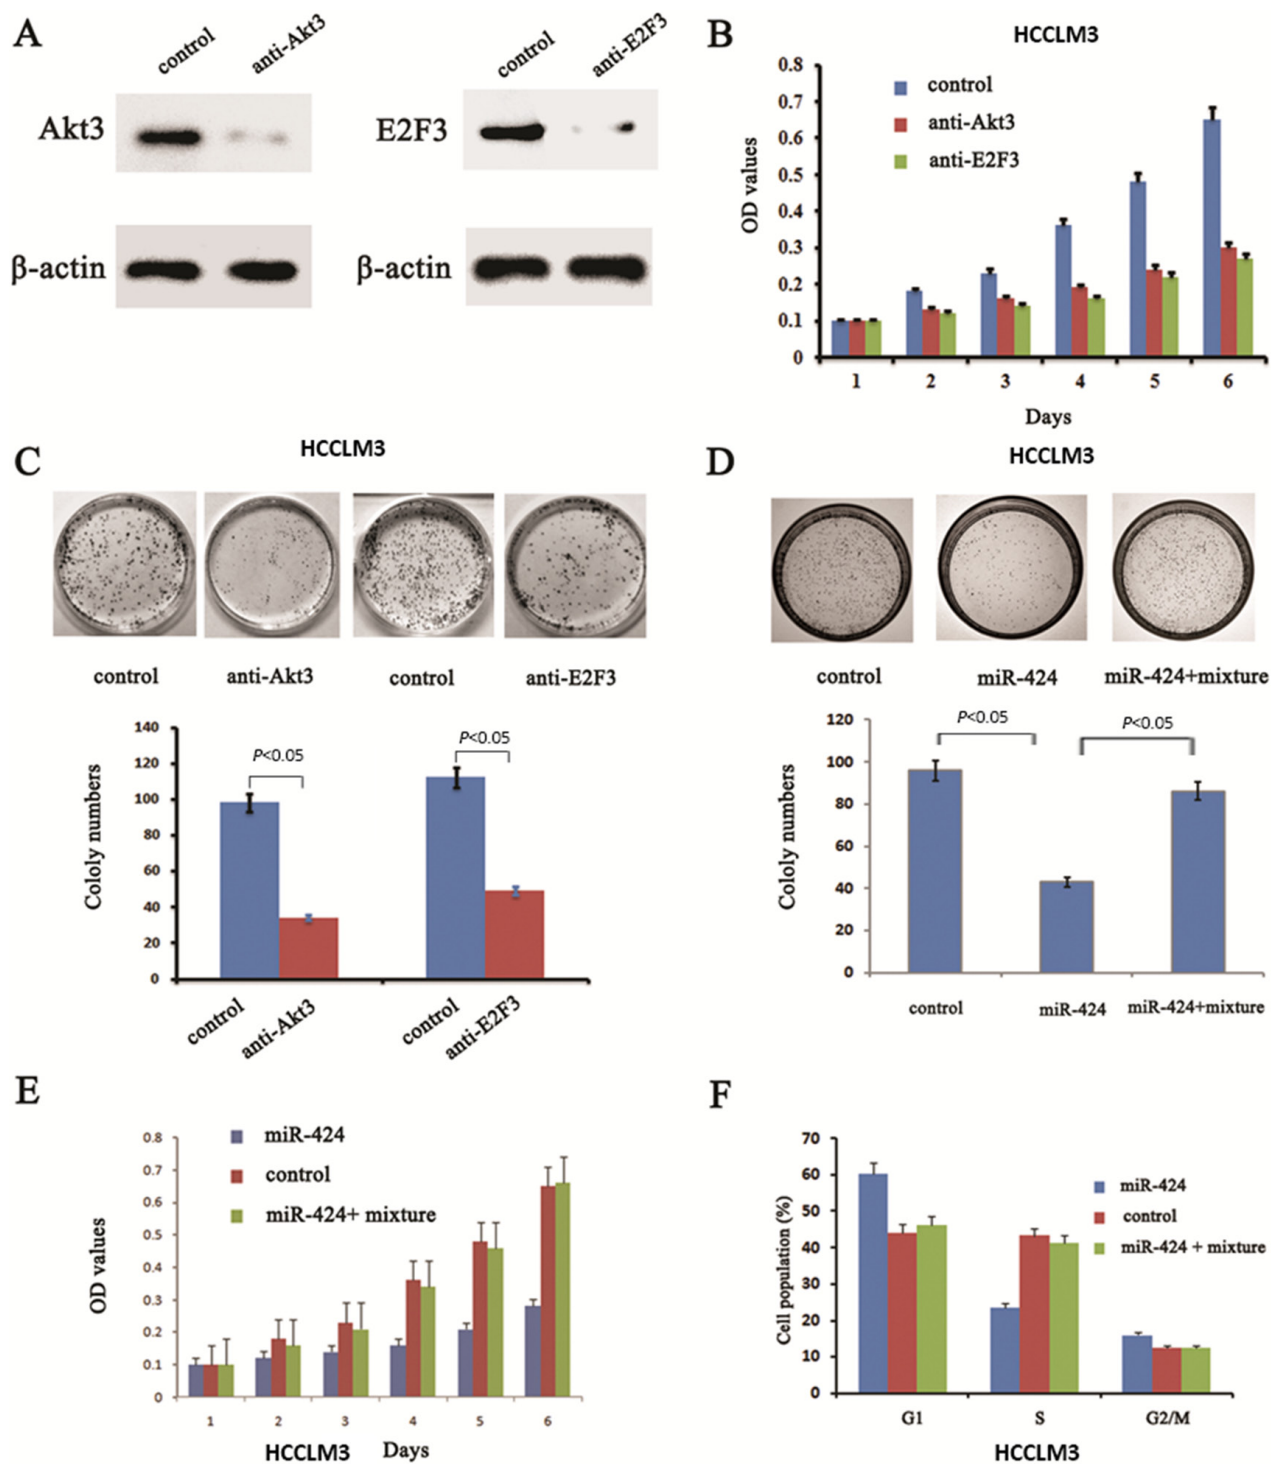 A
control
anti-Akt3
control
anti-E2F3
Akt3
E2F3
β-actin
β-actin
B
HCCLM3
0.8
0.7
0.6
0.5
0.4
0.3
0.2
0.1
0
OD values
control
anti-Akt3
anti-E2F3
1 2 3 4 5 6
Days
C
HCCLM3
control anti-Akt3 control anti-E2F3
140
120
100
80
60
40
20
0
Cololy numbers
P<0.05
P<0.05
control
anti-Akt3
control
anti-E2F3
D
HCCLM3
control miR-424 miR-424+mixture
120
100
80
60
40
20
0
Cololy numbers
P<0.05
P<0.05
control miR-424 miR-424+mixture
E
0.8
0.7
0.6
0.5
0.4
0.3
0.2
0.1
0
OD values
miR-424
control
miR-424+ mixture
1 2 3 4 5 6
HCCLM3 Days
F
70
60
50
40
30
20
10
0
Cell population (%)
miR-424
control
miR-424 + mixture
G1 S G2/M
HCCLM3